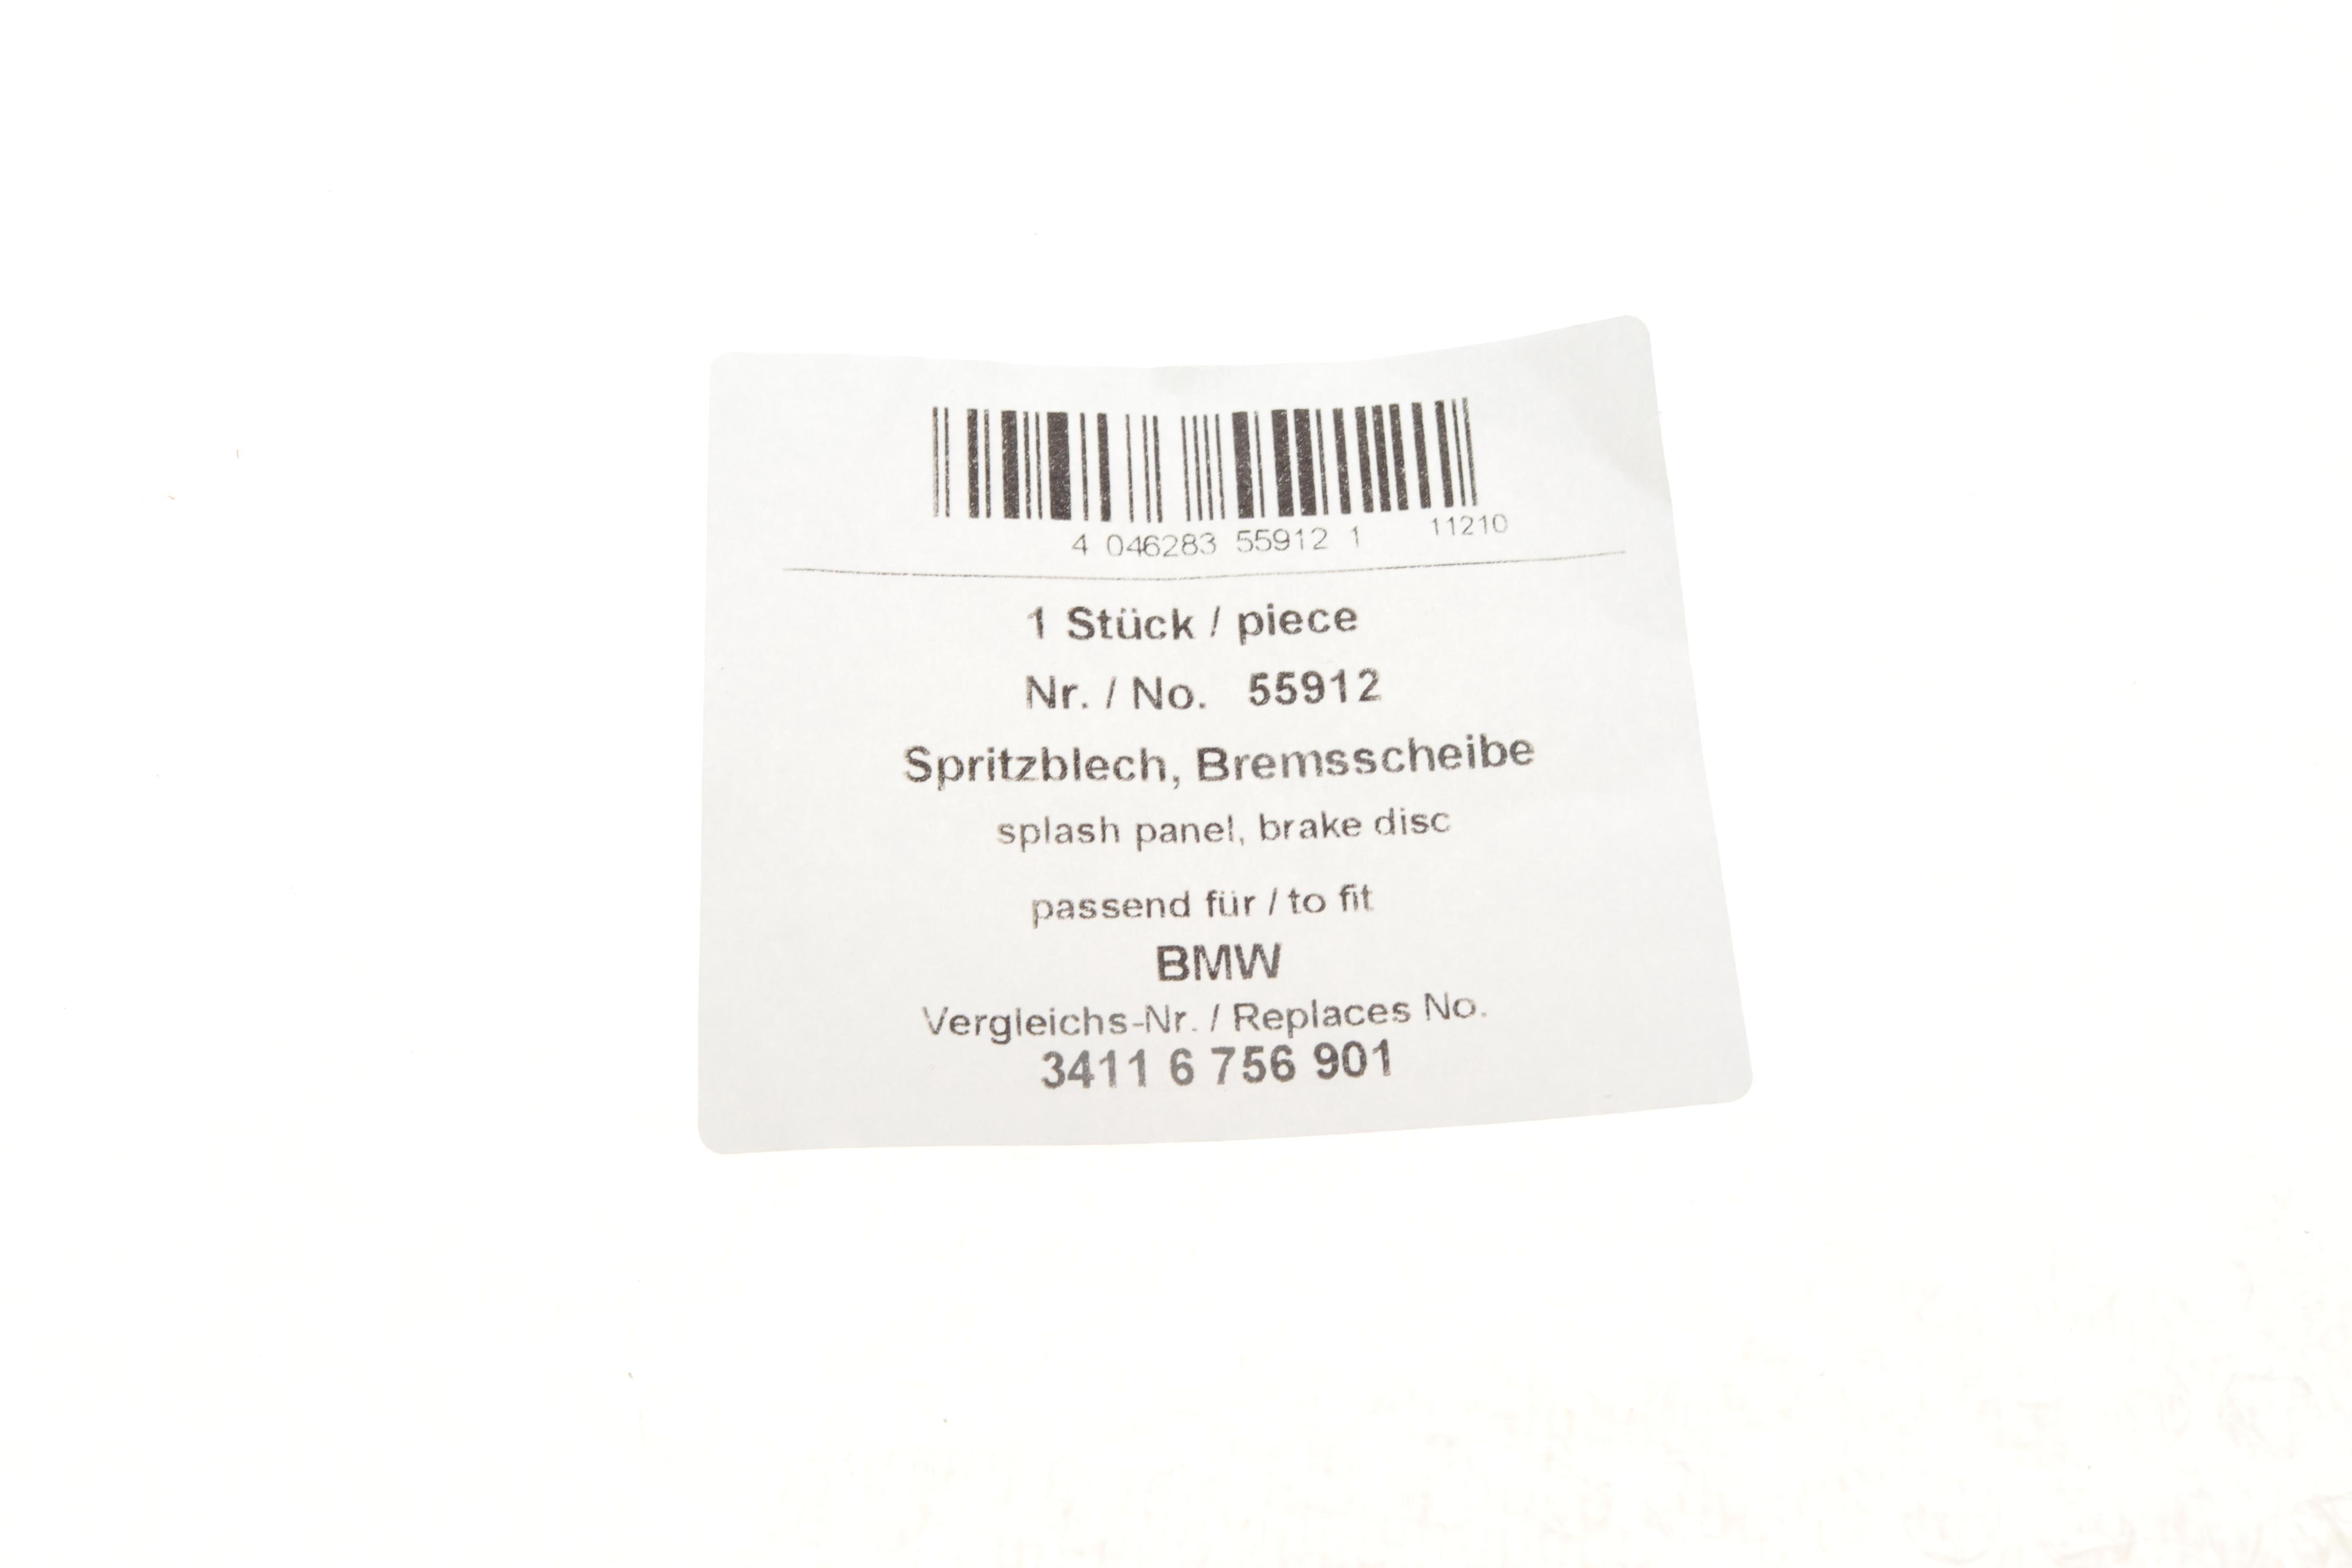 4 046283 55912 1 11210
1 Stück / piece
Nr. / No. 55912
Spritzblech, Bremsscheibe
splash panel, brake disc
passend für / to fit
BMW
Vergleichs-Nr. / Replaces No.
3411 6 756 901